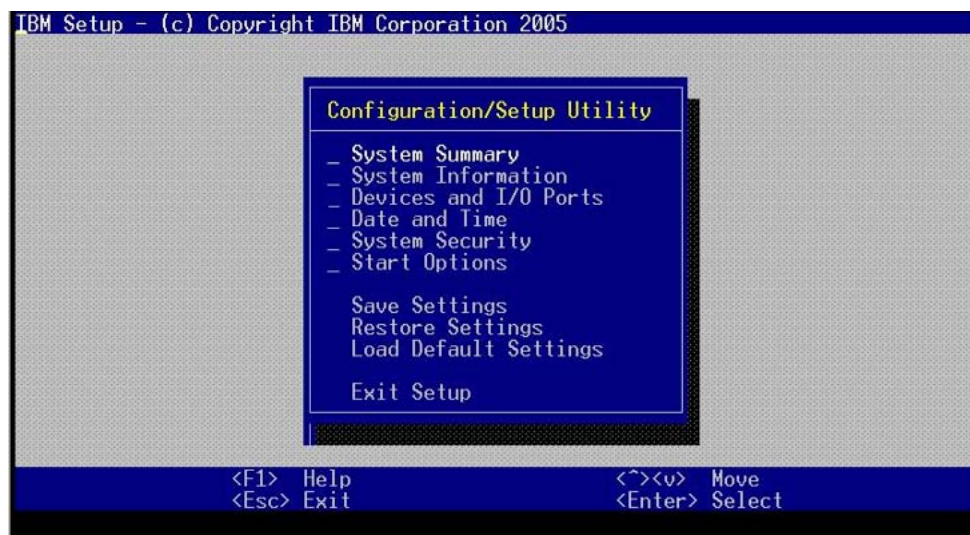 IBM Setup - (c) Copyright IBM Corporation 2005
Configuration/Setup Utility
_ System Summary
_ System Information
_ Devices and I/O Ports
_ Date and Time
_ System Security
_ Start Options
Save Settings
Restore Settings
Load Default Settings
Exit Setup
<F1> Help <^><v> Move
<Esc> Exit <Enter> Select